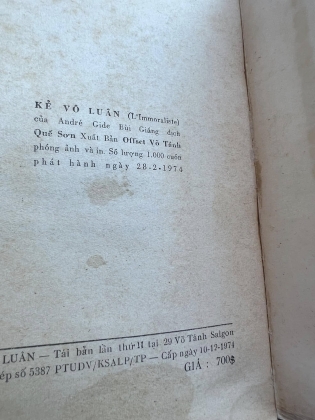 KẺ VÔ LUÂN (L'Immoraliste)
của André Gide Bùi Giáng dịch
Quế Sơn Xuất Bản Offset Võ Tánh
phóng ảnh và in. Số lượng 1.000 cuốn
phát hành ngày 28-2-1974
LUÂN — Tái bản lần thứ II tại 29 Võ Tánh Saigon
ép số 5387 PTUDV/KSALP/TP — Cấp ngày 10-12-1974
GIÁ : 700$